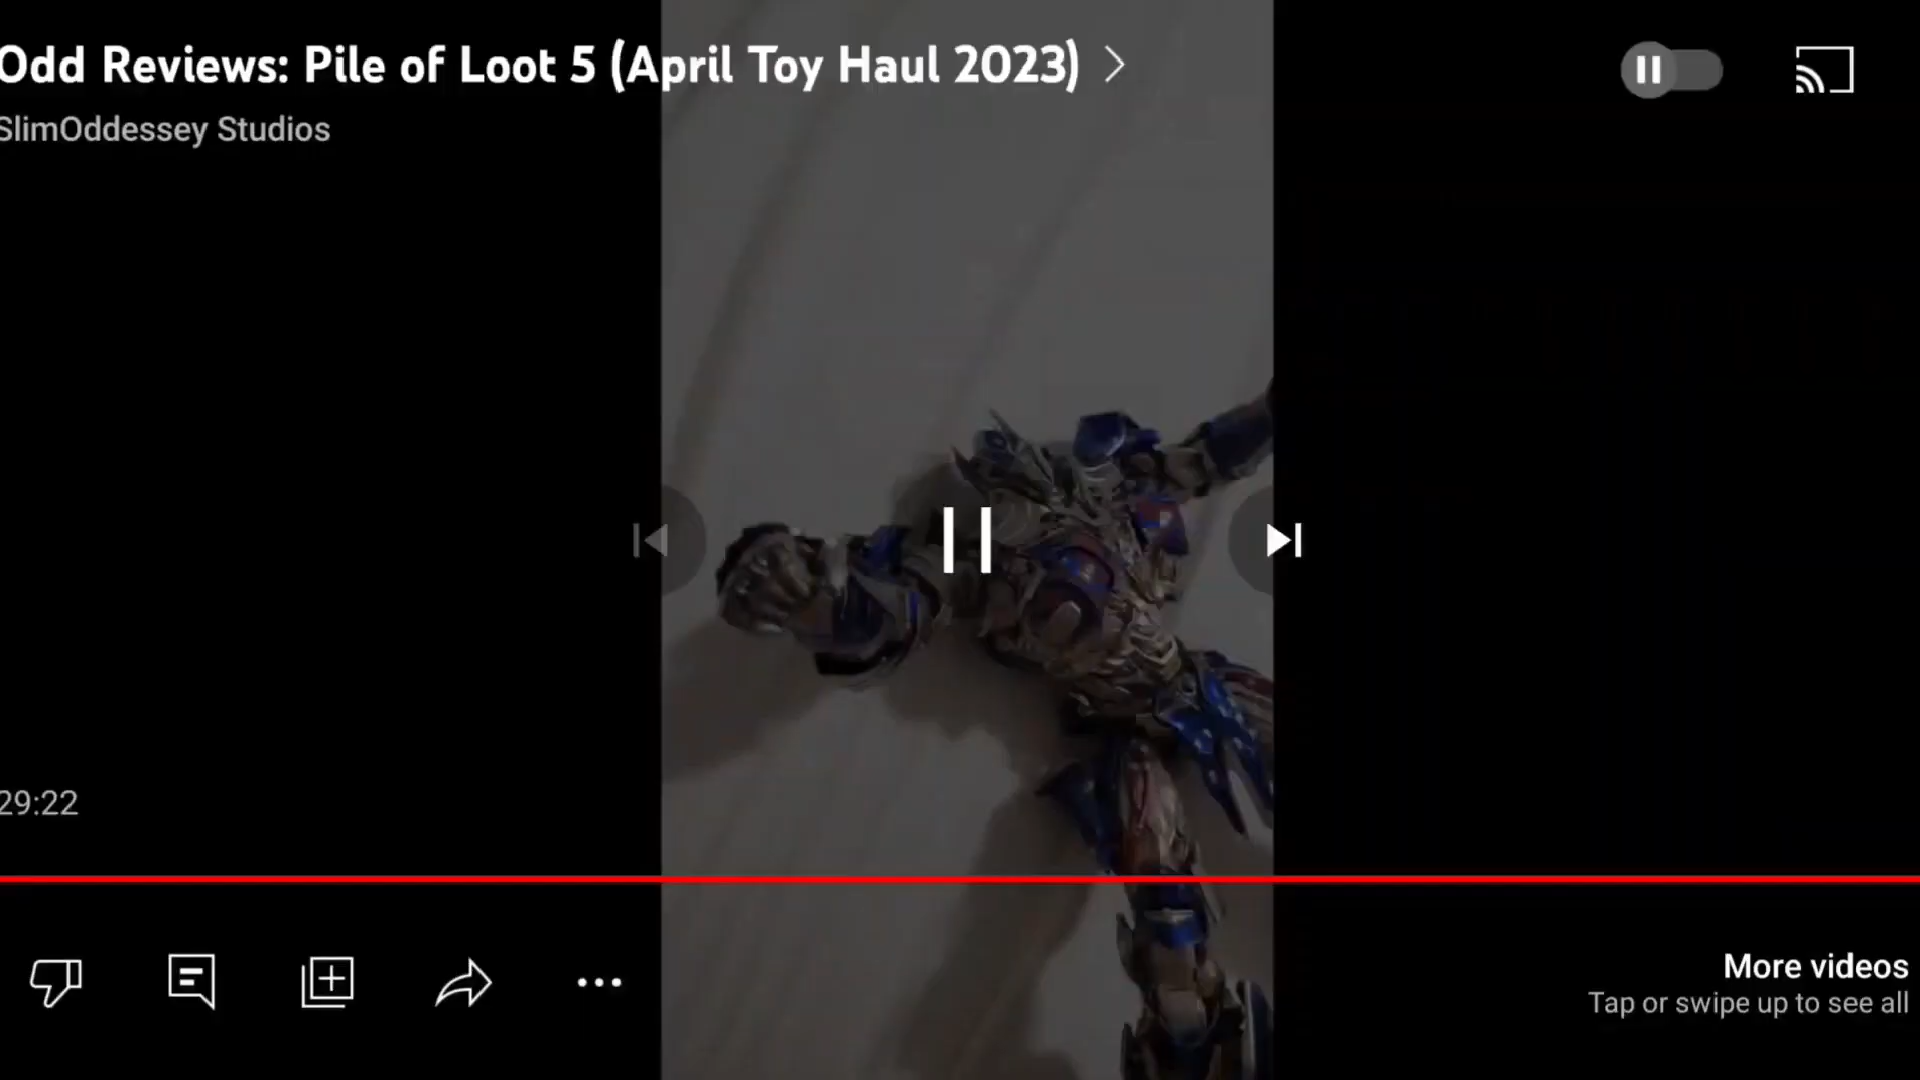 Odd Reviews: Pile of Loot 5 (April Toy Haul 2023)
SlimOddessey Studios
29:22
More videos
Tap or swipe up to see all